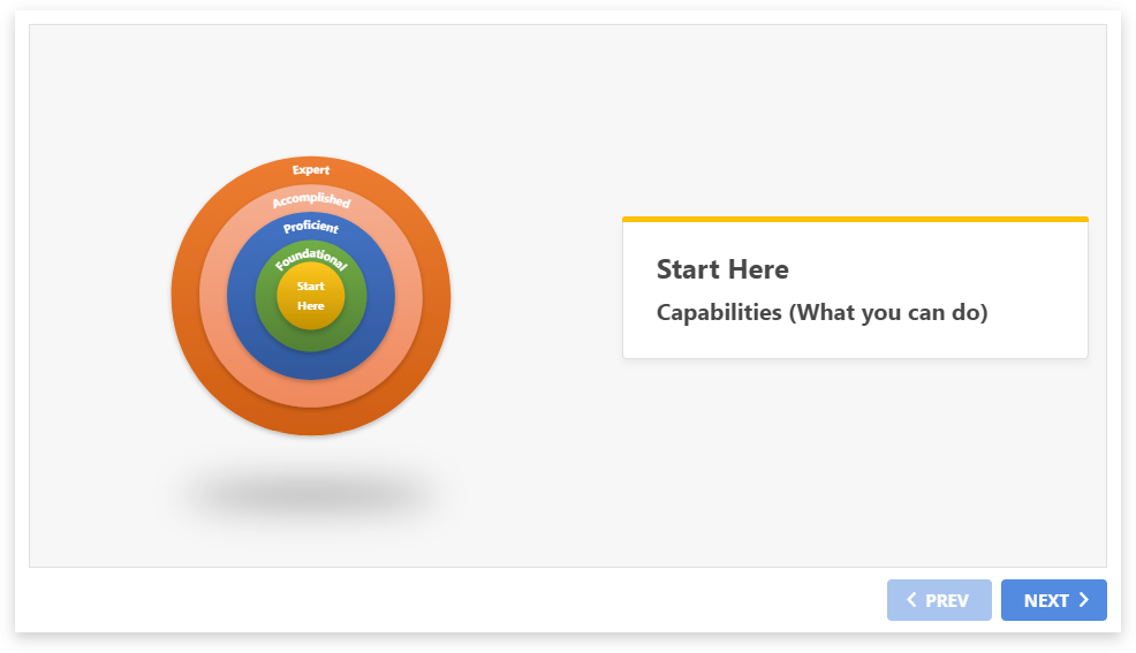 Expert
Accomplished
Proficient
Foundational
Start
Here
Start Here
Capabilities (What you can do)
PREV
NEXT